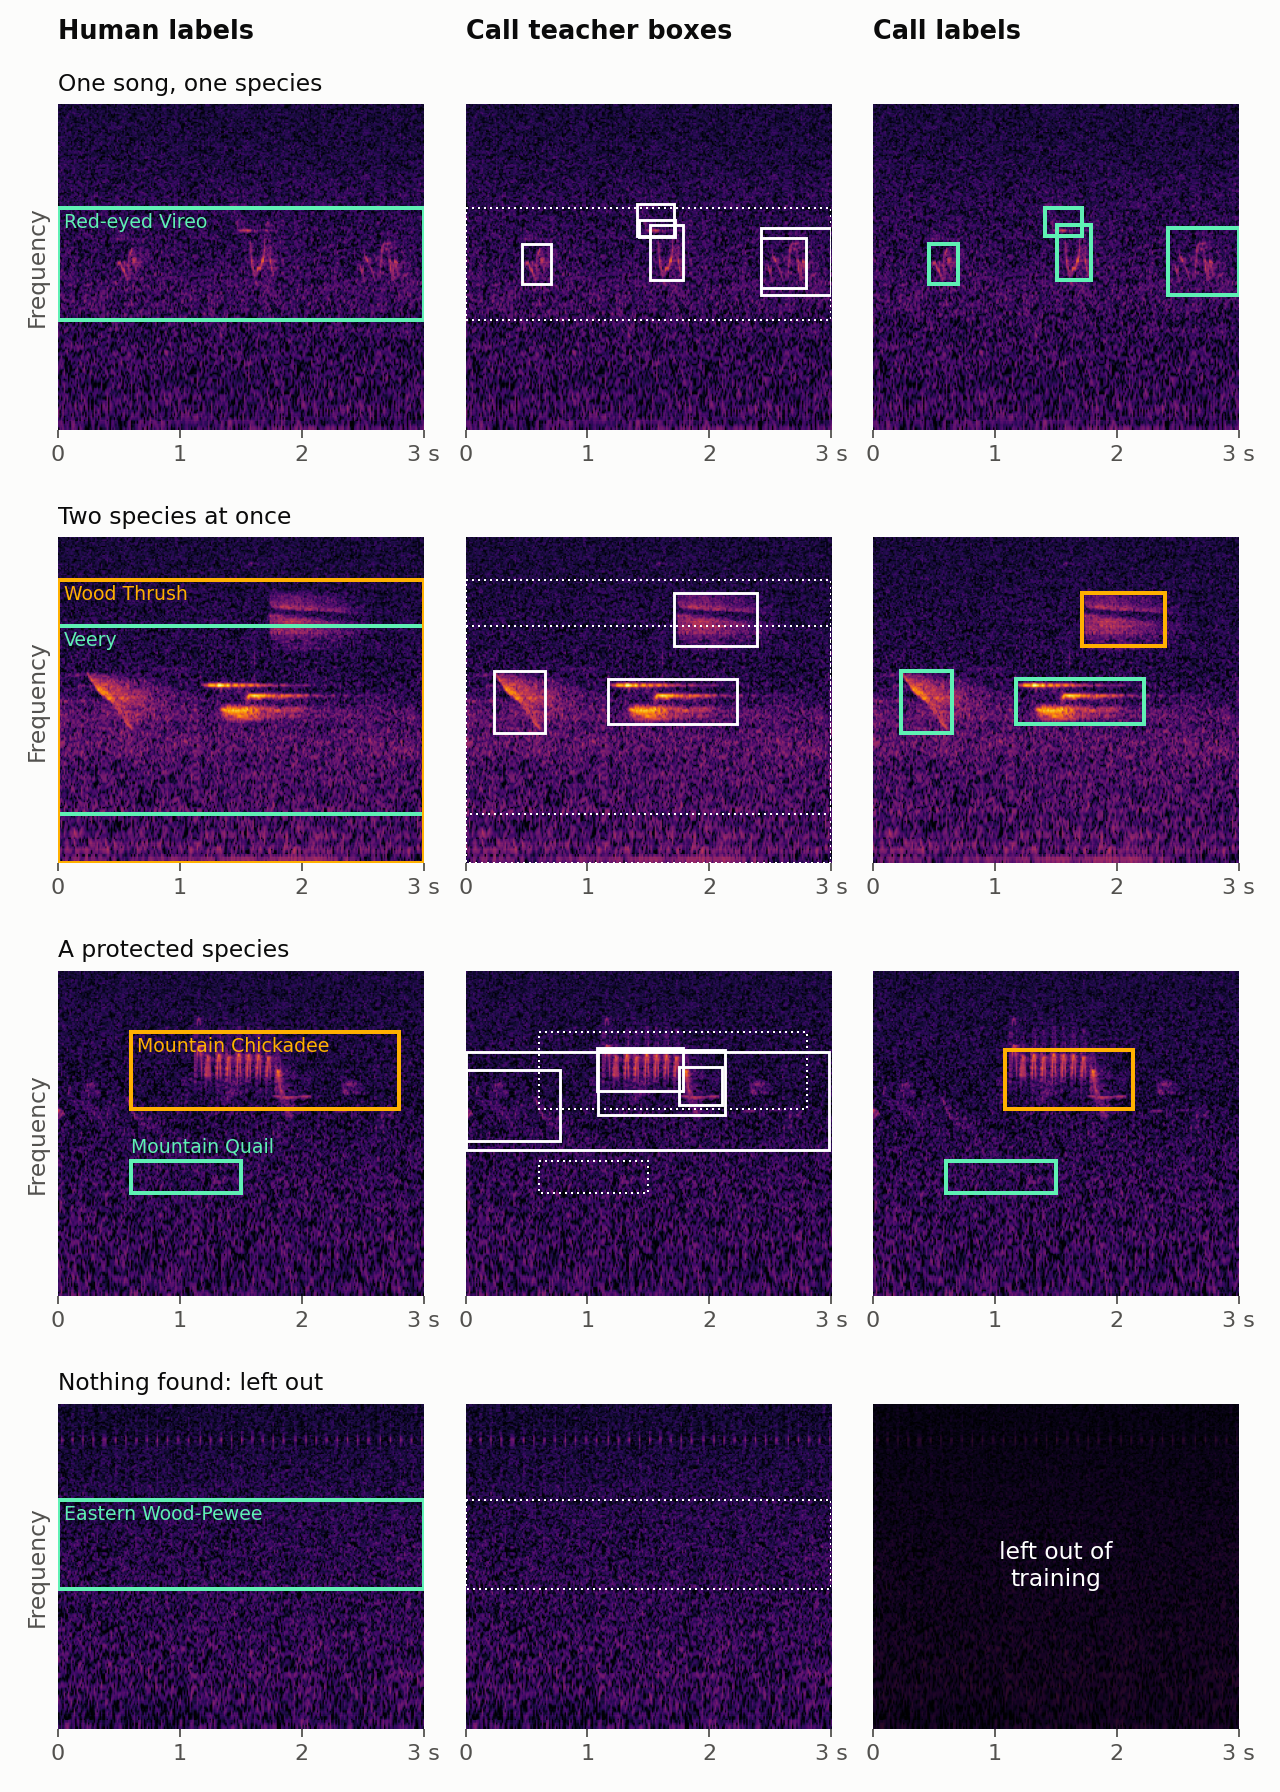 Human labels
Call teacher boxes
Call labels
One song, one species
Frequency
Red-eyed Vireo
0 1 2 3 s
0 1 2 3 s
0 1 2 3 s
Two species at once
Frequency
Wood Thrush
Veery
0 1 2 3 s
0 1 2 3 s
0 1 2 3 s
A protected species
Frequency
Mountain Chickadee
Mountain Quail
0 1 2 3 s
0 1 2 3 s
0 1 2 3 s
Nothing found: left out
Frequency
Eastern Wood-Pewee
left out of
training
0 1 2 3 s
0 1 2 3 s
0 1 2 3 s